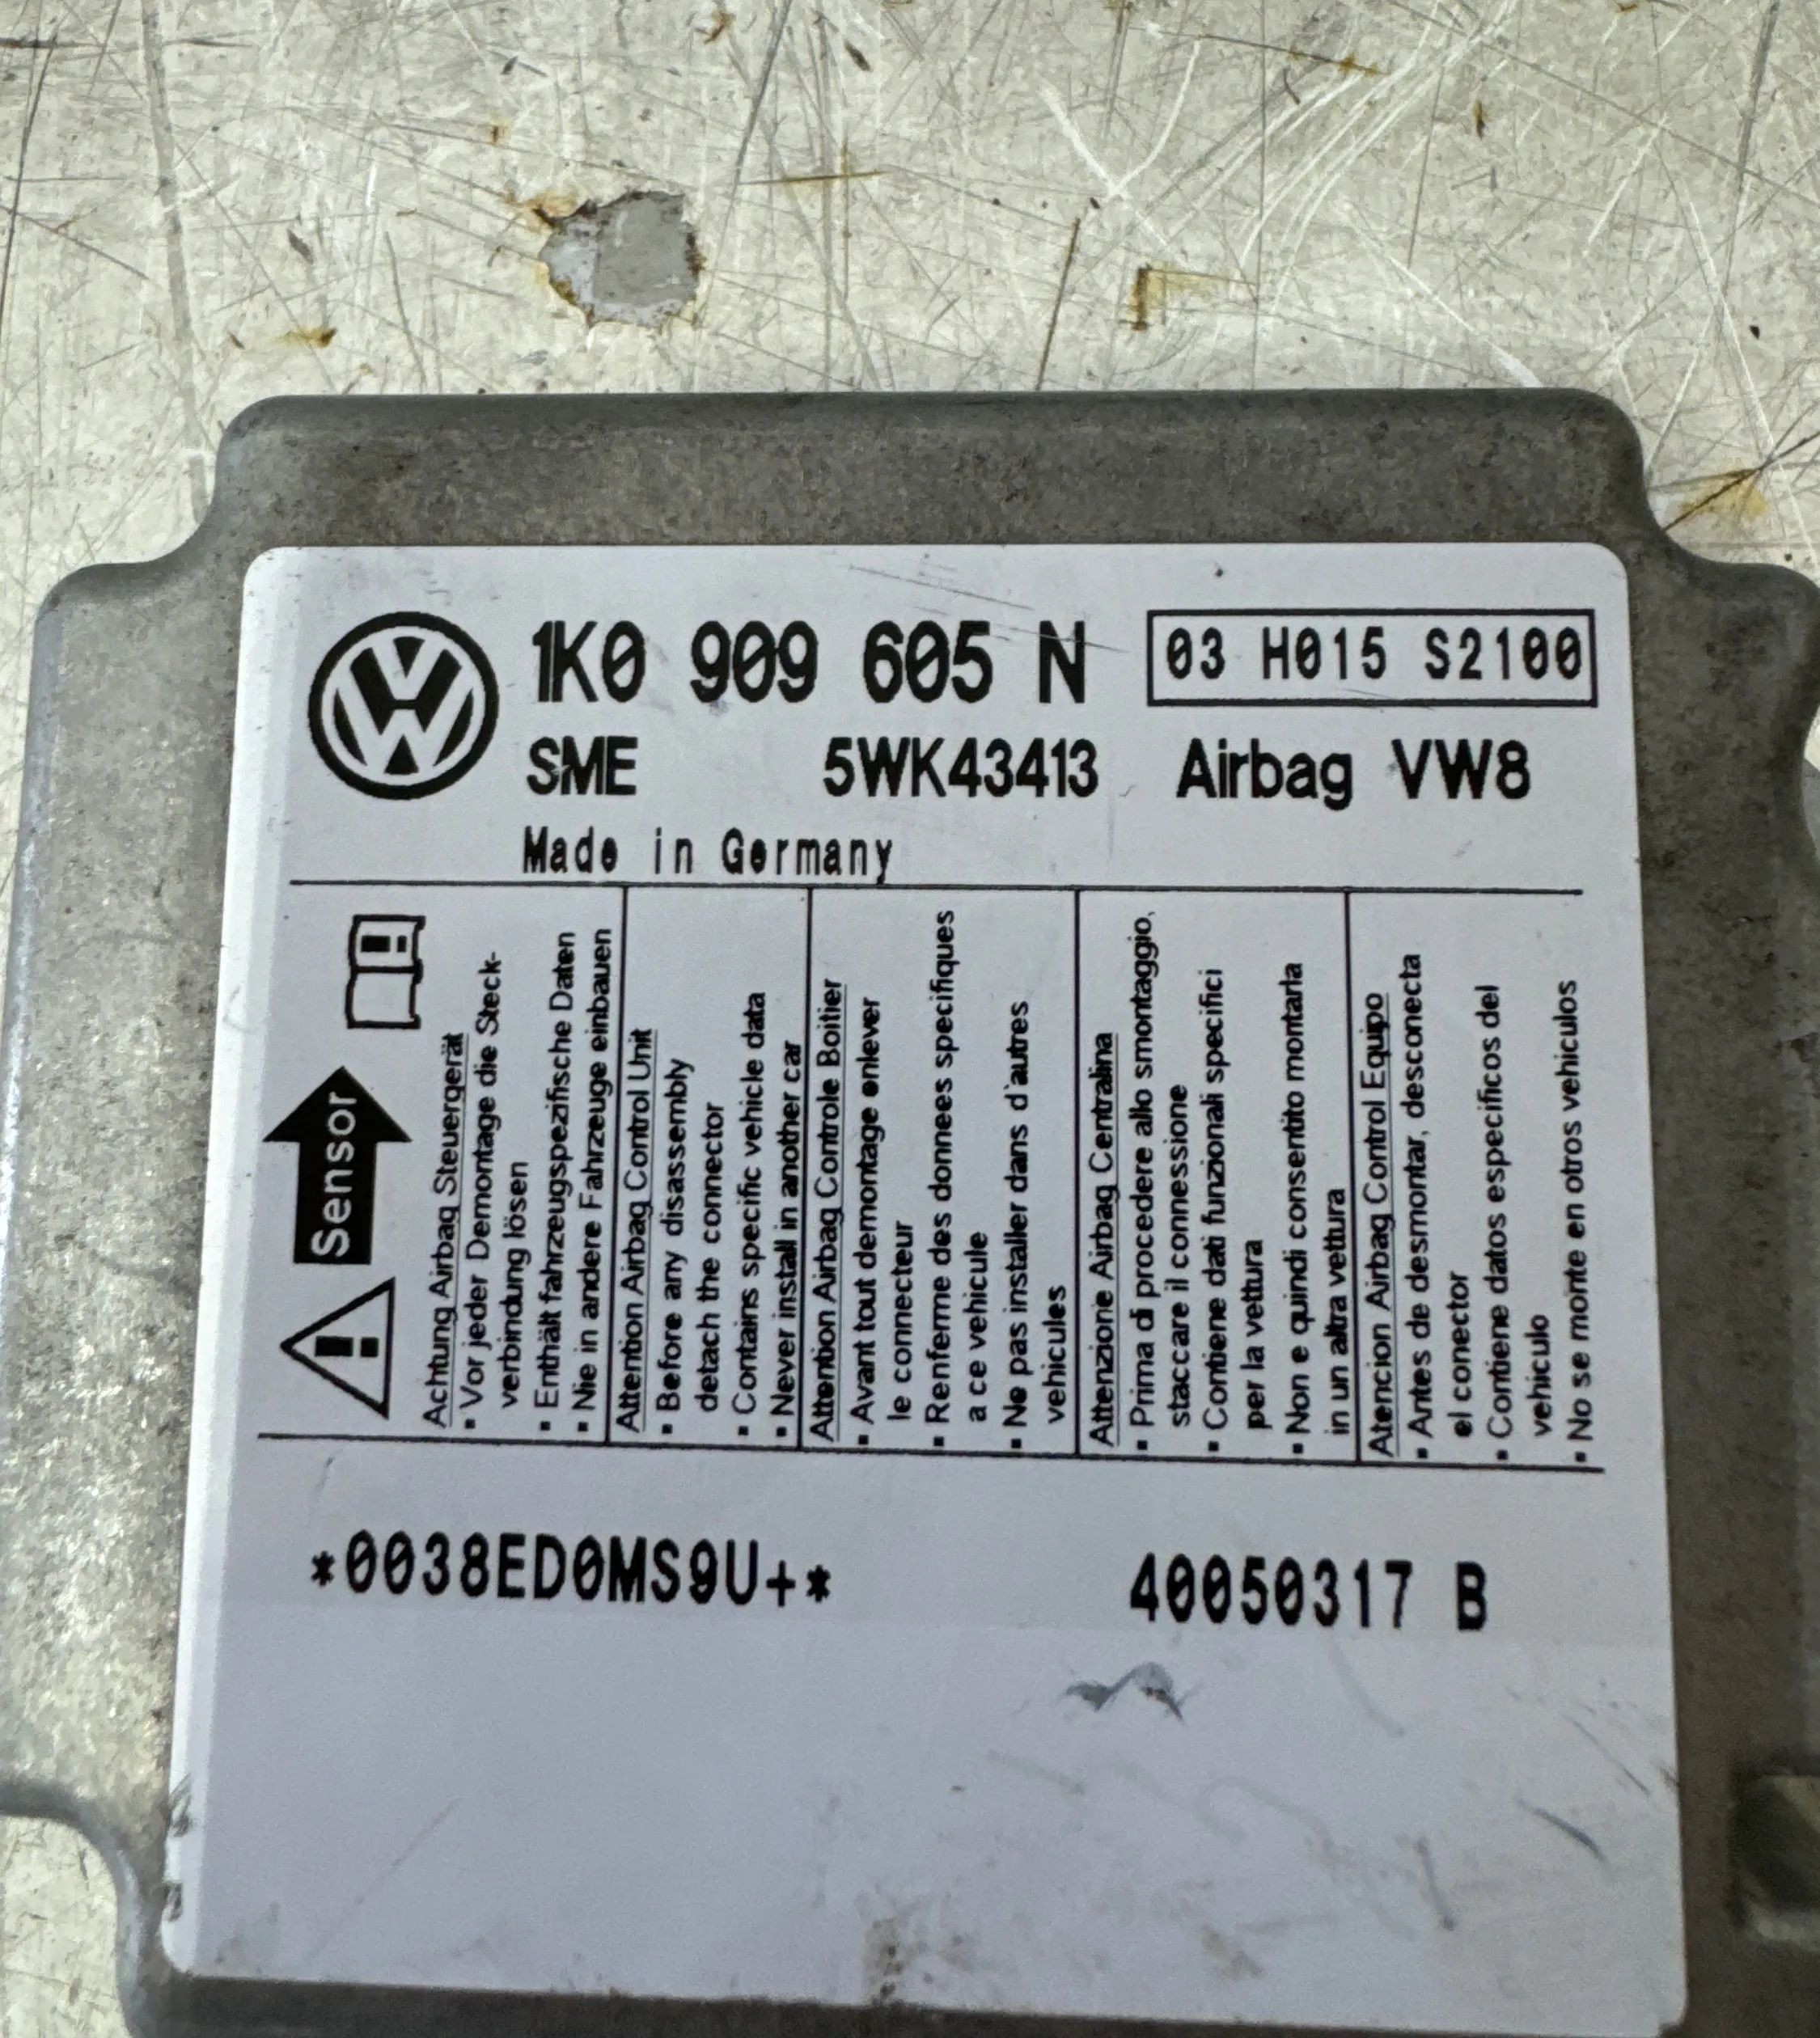 1K0 909 605 N
03 H015 S2100
SME 5WK43413 Airbag VW8
Made in Germany
Sensor
Achtung Airbag Steuergerät
▪ Vor jeder Demontage die Steck-
verbindung lösen
▪ Enthält fahrzeugspezifische Daten
▪ Nie in andere Fahrzeuge einbauen
Attention Airbag Control Unit
▪ Before any disassembly
detach the connector
▪ Contains specific vehicle data
▪ Never install in another car
Attention Airbag Controle Boitier
▪ Avant tout demontage enlever
le connecteur
▪ Renferme des donnees specifiques
a ce vehicule
▪ Ne pas installer dans d`autres
vehicules
Attenzione Airbag Centralina
▪ Prima di procedere allo smontaggio,
staccare il connessione
▪ Contiene dati funzionali specifici
per la vettura
▪ Non e quindi consentito montarla
in un altra vettura
Atencion Airbag Control Equipo
▪ Antes de desmontar, desconecta
el conector
▪ Contiene datos especificos del
vehiculo
▪ No se monte en otros vehiculos
*0038ED0MS9U+*
40050317 B